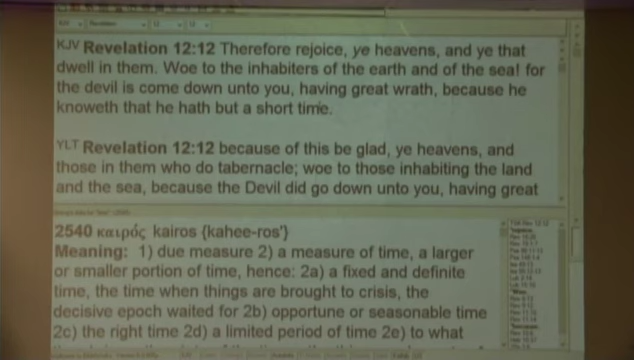 KJV Revelation 12:12 Therefore rejoice, ye heavens, and ye that
dwell in them. Woe to the inhabiters of the earth and of the sea! for
the devil is come down unto you, having great wrath, because he
knoweth that he hath but a short time.
YLT Revelation 12:12 because of this be glad, ye heavens, and
those in them who do tabernacle; woe to those inhabiting the land
and the sea, because the Devil did go down unto you, having great
2540 καιρός kairos {kahee-ros'}
Meaning: 1) due measure 2) a measure of time, a larger
or smaller portion of time, hence: 2a) a fixed and definite
time, the time when things are brought to crisis, the
decisive epoch waited for 2b) opportune or seasonable time
2c) the right time 2d) a limited period of time 2e) to what